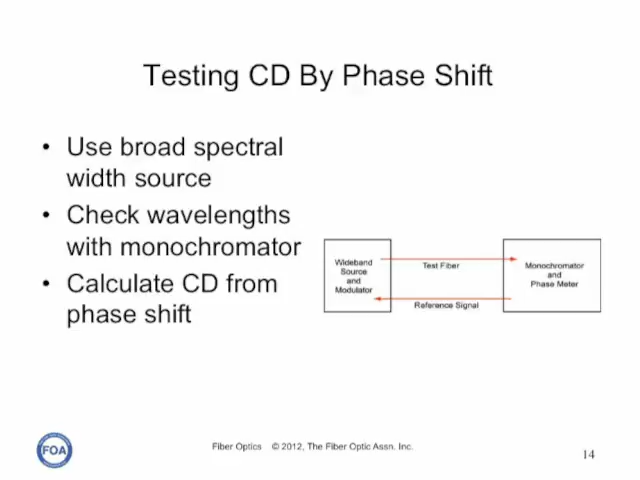 Testing CD By Phase Shift
• Use broad spectral
width source
• Check wavelengths
with monochromator
• Calculate CD from
phase shift
Wideband
Source
and
Modulator
Test Fiber
Reference Signal
Monochromator
and
Phase Meter
FOA
Fiber Optics © 2012, The Fiber Optic Assn. Inc.
14